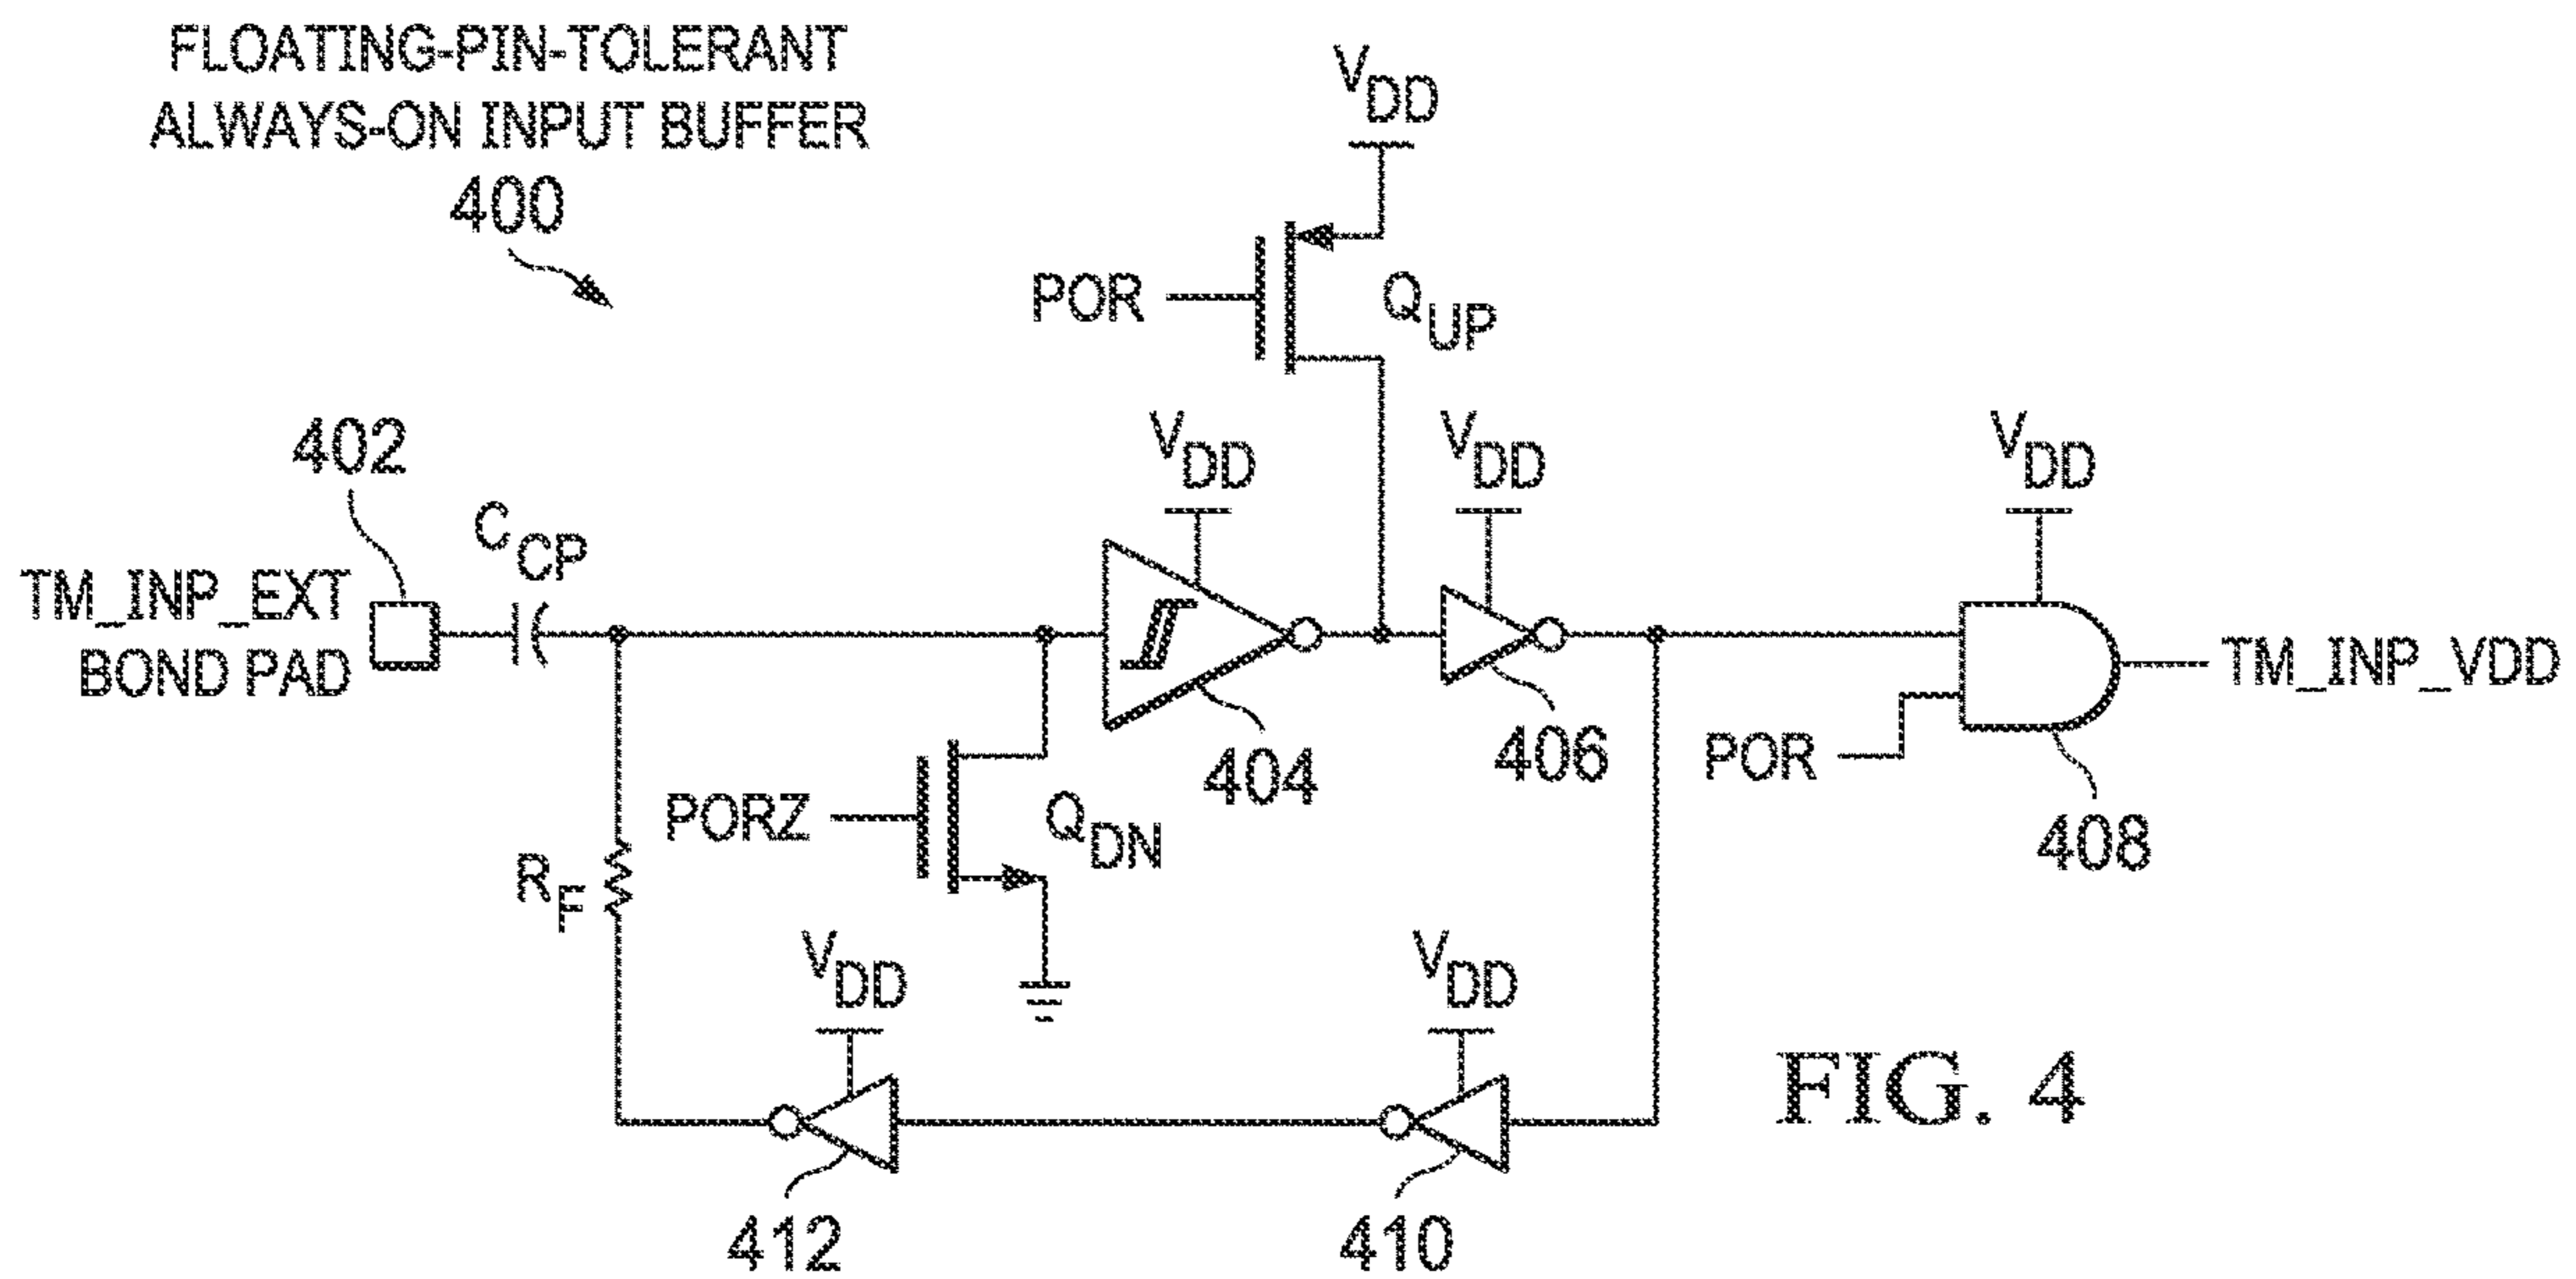 FLOATING-PIN-TOLERANT
ALWAYS-ON INPUT BUFFER
400
VDD
POR
QUP
402
CCP
VDD
VDD
VDD
TM_INP_EXT
BOND PAD
404
406
POR
TM_INP_VDD
408
PORZ
QDN
RF
VDD
VDD
412
410
FIG. 4